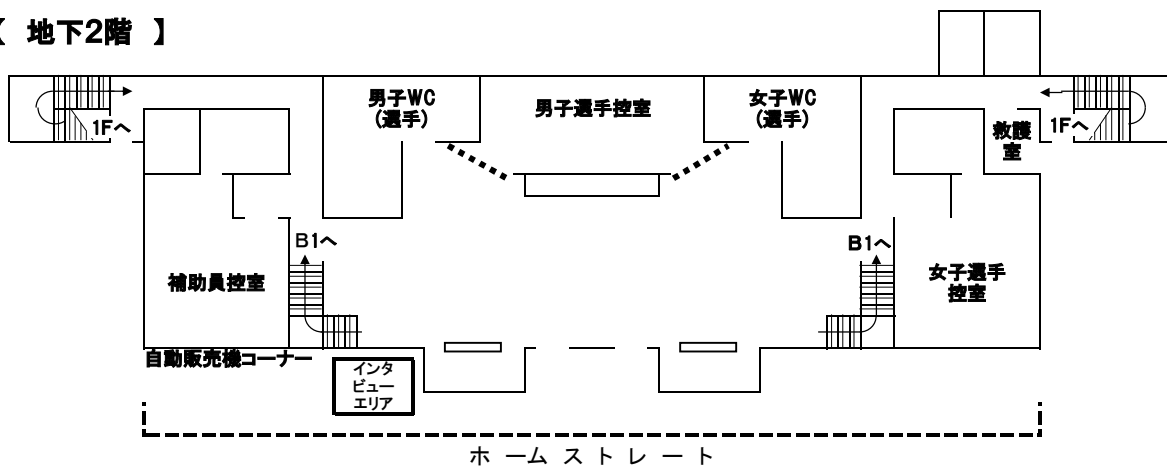 【 地下2階 】
男子WC
(選手)
男子選手控室
女子WC
(選手)
1Fへ
救護
室
1Fへ
B1へ
B1へ
補助員控室
女子選手
控室
自動販売機コーナー
インタ
ビュー
エリア
ホームストレート